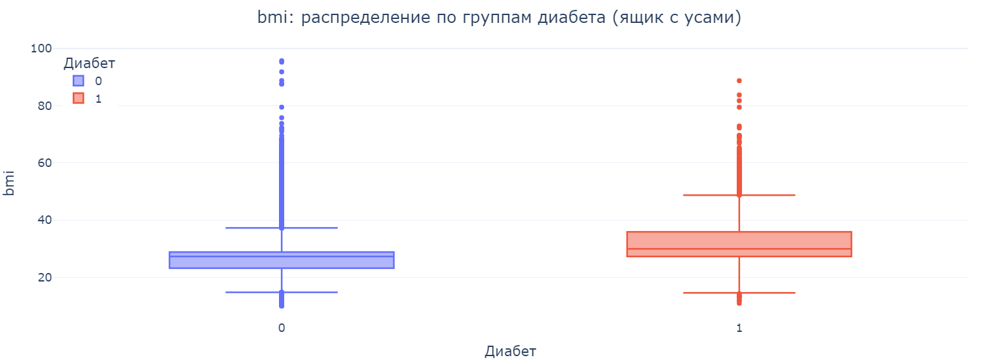 bmi: распределение по группам диабета (ящик с усами)
100
80
60
40
20
bmi
Диабет
0
1
0
1
Диабет